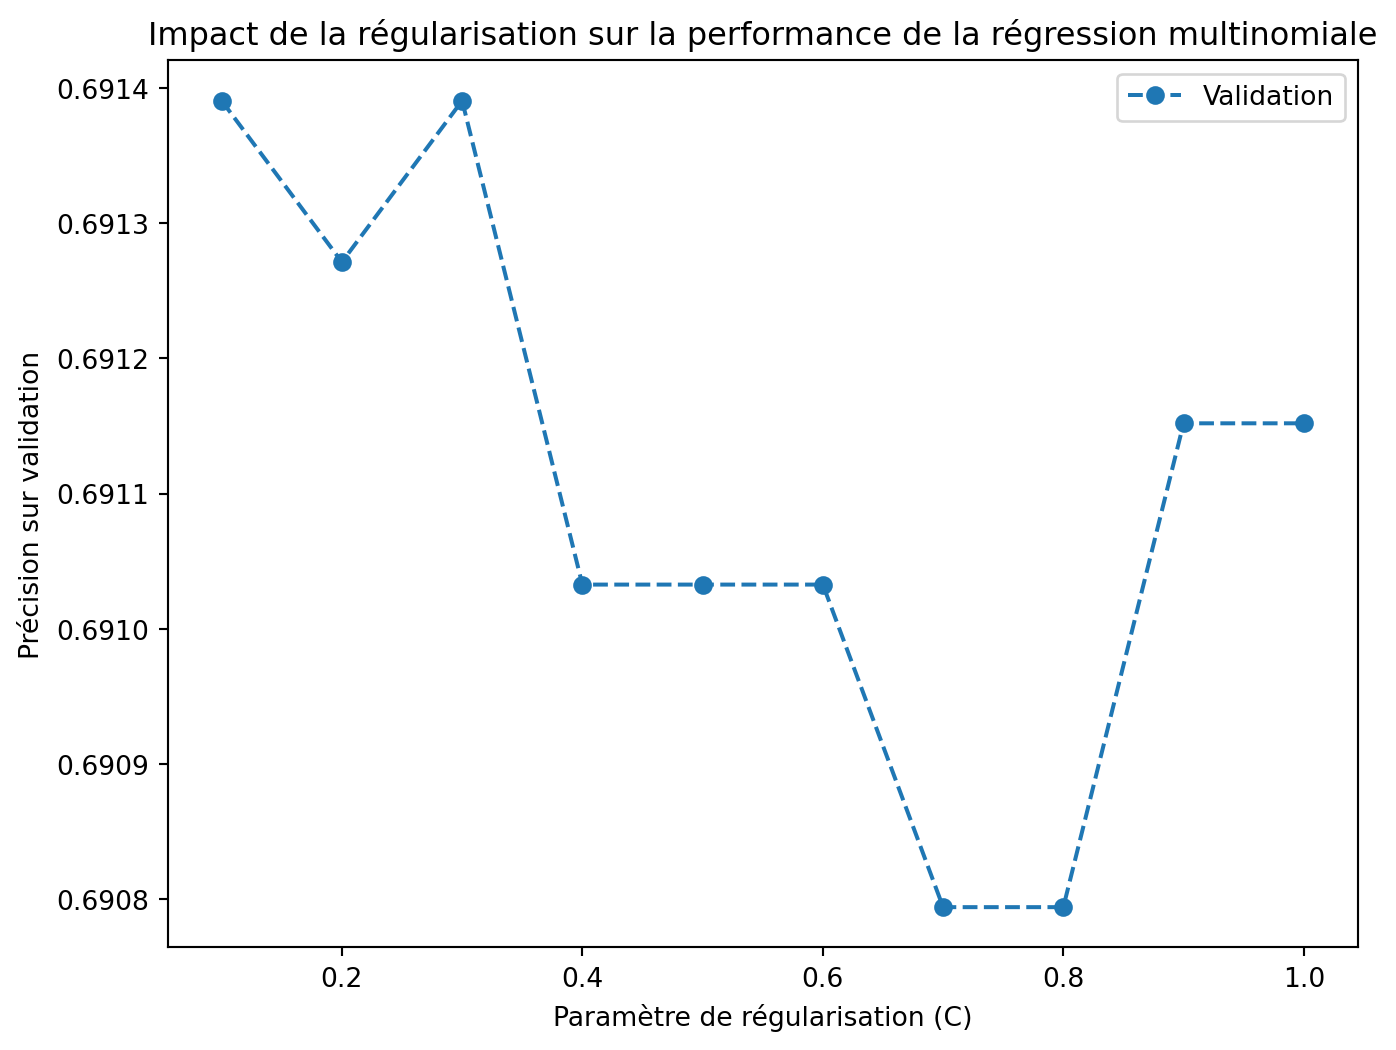 Impact de la régularisation sur la performance de la régression multinomiale
Validation
Précision sur validation
0.6914
0.6913
0.6912
0.6911
0.6910
0.6909
0.6908
0.2 0.4 0.6 0.8 1.0
Paramètre de régularisation (C)